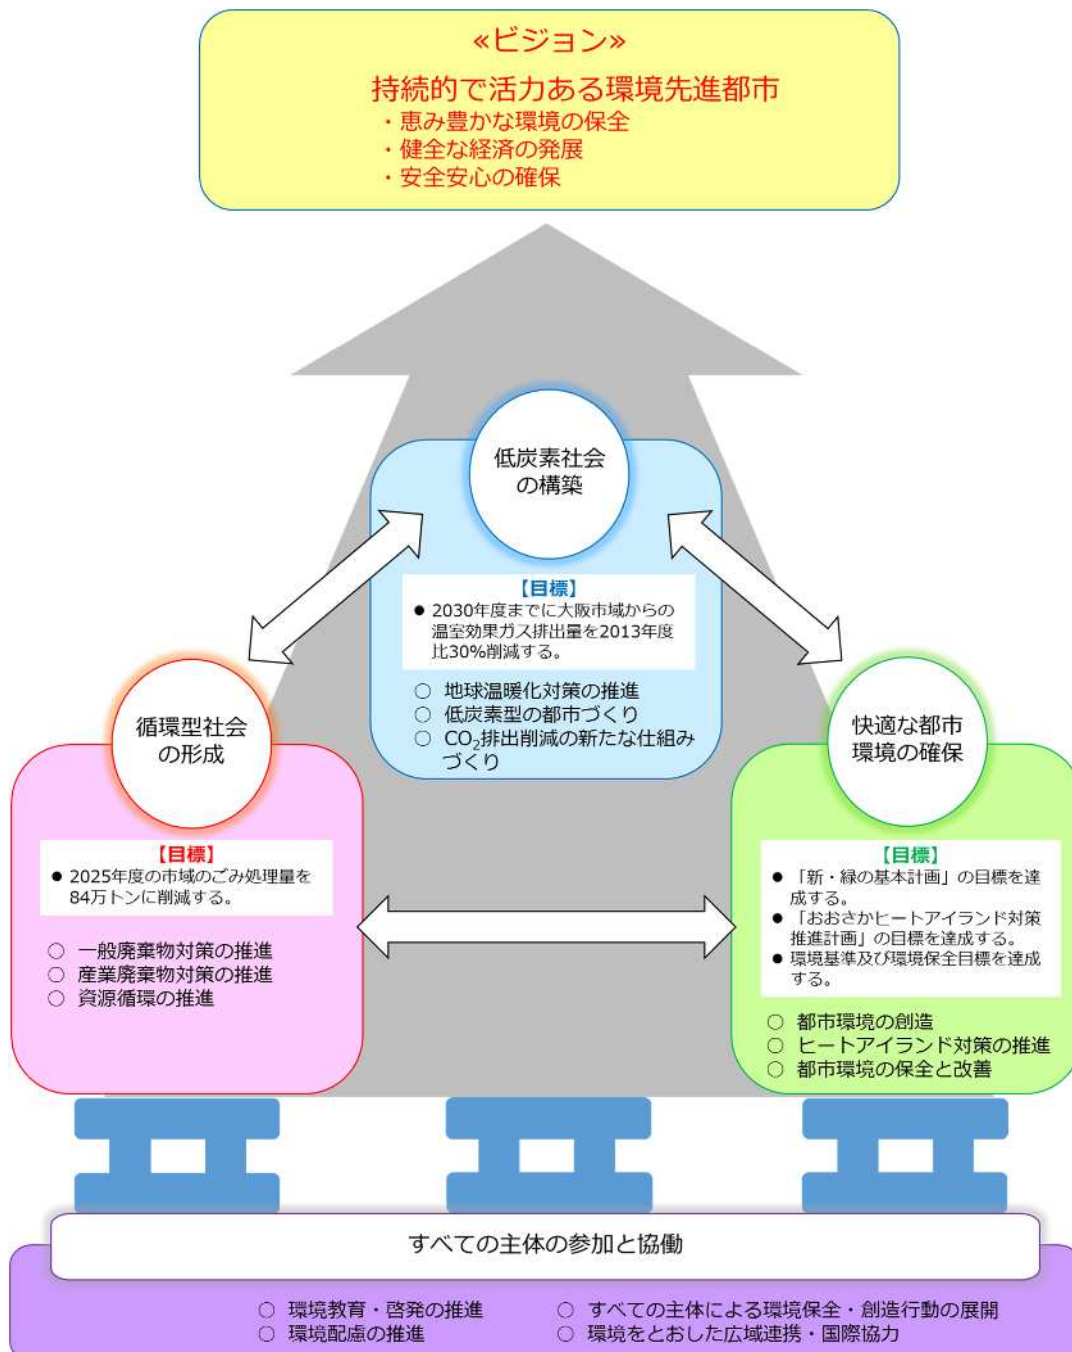 ≪ビジョン≫
持続的で活力ある環境先進都市
・恵み豊かな環境の保全
・健全な経済の発展
・安全安心の確保
低炭素社会
の構築
【目標】
● 2030年度までに大阪市域からの
温室効果ガス排出量を2013年度
比30%削減する。
○ 地球温暖化対策の推進
○ 低炭素型の都市づくり
○ CO₂排出削減の新たな仕組み
づくり
循環型社会
の形成
【目標】
● 2025年度の市域のごみ処理量を
84万トンに削減する。
○ 一般廃棄物対策の推進
○ 産業廃棄物対策の推進
○ 資源循環の推進
快適な都市
環境の確保
【目標】
● 「新・緑の基本計画」の目標を達
成する。
● 「おおさかヒートアイランド対策
推進計画」の目標を達成する。
● 環境基準及び環境保全目標を達成
する。
○ 都市環境の創造
○ ヒートアイランド対策の推進
○ 都市環境の保全と改善
すべての主体の参加と協働
○ 環境教育・啓発の推進
○ 環境配慮の推進
○ すべての主体による環境保全・創造行動の展開
○ 環境をとおした広域連携・国際協力